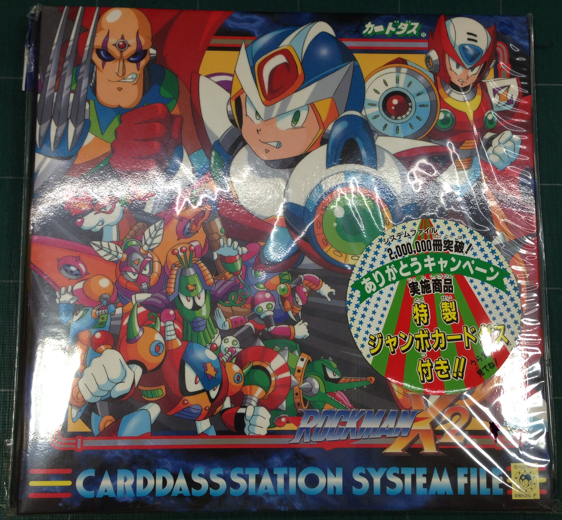 カードダス
システムファイル
2,000,000冊突破!
ありがとうキャンペーン
実施商品
特製
ジャンボカードダス
付き!!
ROCKMAN X2
CARDDASS STATION SYSTEM FILE